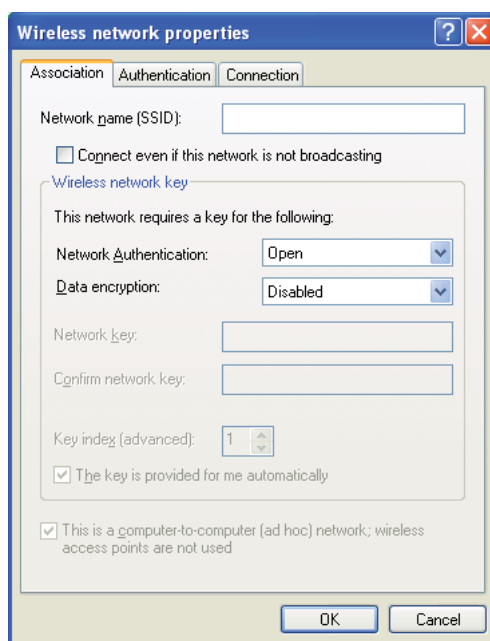 Wireless network properties
Association Authentication Connection
Network name (SSID):
Connect even if this network is not broadcasting
Wireless network key
This network requires a key for the following:
Network Authentication: Open
Data encryption: Disabled
Network key:
Confirm network key:
Key index (advanced): 1
The key is provided for me automatically
This is a computer-to-computer (ad hoc) network; wireless
access points are not used
OK Cancel